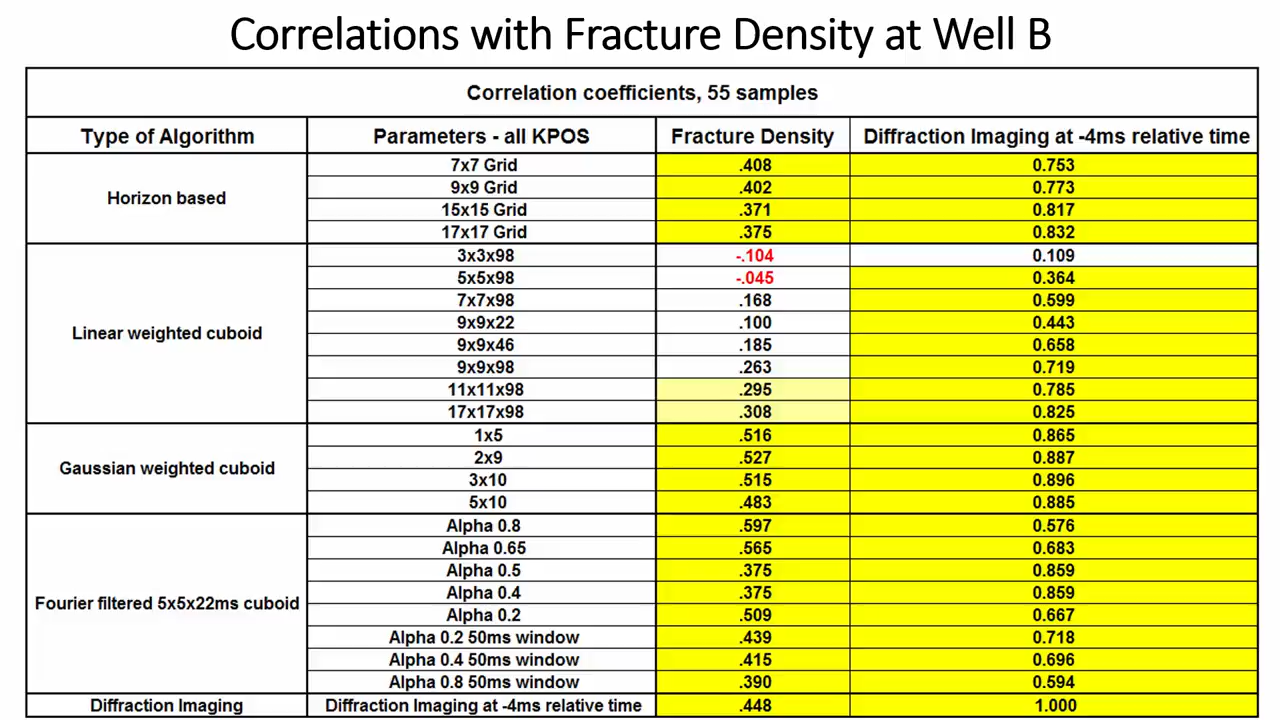 Correlations with Fracture Density at Well B
Correlation coefficients, 55 samples
Type of Algorithm Parameters - all KPOS Fracture Density Diffraction Imaging at -4ms relative time
Horizon based
7x7 Grid .408 0.753
9x9 Grid .402 0.773
15x15 Grid .371 0.817
17x17 Grid .375 0.832
Linear weighted cuboid
3x3x98 -.104 0.109
5x5x98 -.045 0.364
7x7x98 .168 0.599
9x9x22 .100 0.443
9x9x46 .185 0.658
9x9x98 .263 0.719
11x11x98 .295 0.785
17x17x98 .308 0.825
Gaussian weighted cuboid
1x5 .516 0.865
2x9 .527 0.887
3x10 .515 0.896
5x10 .483 0.885
Fourier filtered 5x5x22ms cuboid
Alpha 0.8 .597 0.576
Alpha 0.65 .565 0.683
Alpha 0.5 .375 0.859
Alpha 0.4 .375 0.859
Alpha 0.2 .509 0.667
Alpha 0.2 50ms window .439 0.718
Alpha 0.4 50ms window .415 0.696
Alpha 0.8 50ms window .390 0.594
Diffraction Imaging Diffraction Imaging at -4ms relative time .448 1.000